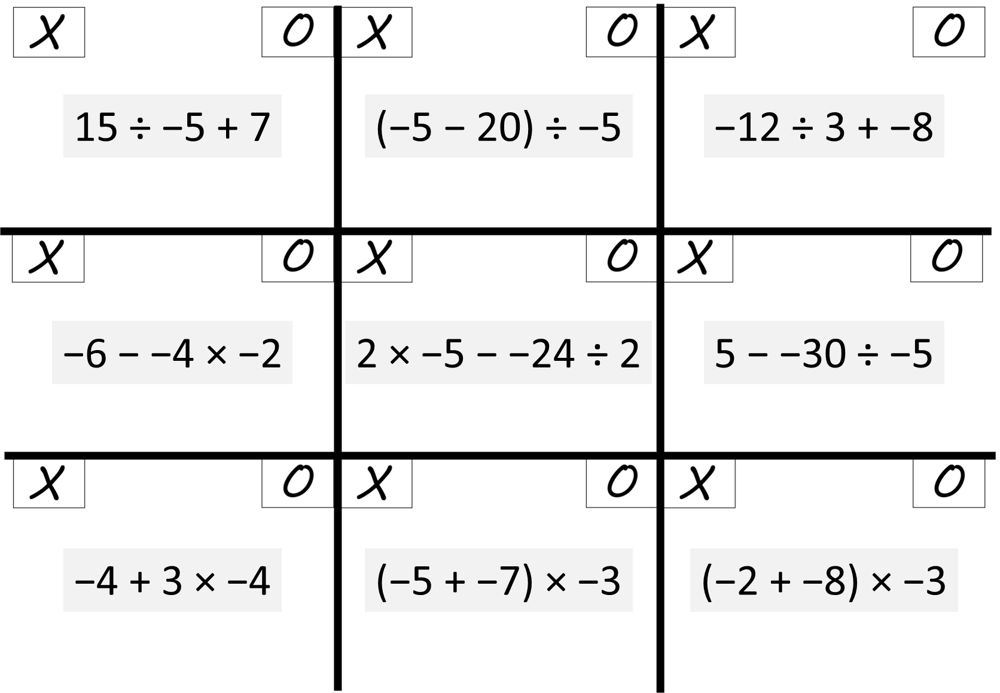 X O X O X O
15 ÷ −5 + 7
(−5 − 20) ÷ −5
−12 ÷ 3 + −8
X O X O X O
−6 − −4 × −2
2 × −5 − −24 ÷ 2
5 − −30 ÷ −5
X O X O X O
−4 + 3 × −4
(−5 + −7) × −3
(−2 + −8) × −3